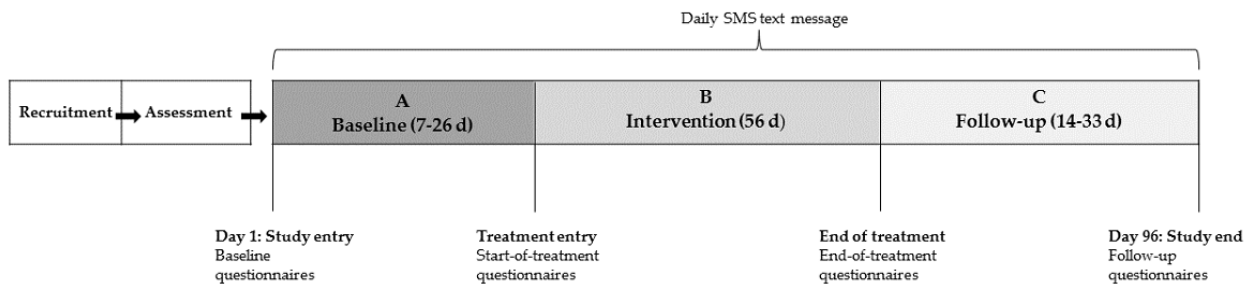 Daily SMS text message
Recruitment
Assessment
A
Baseline (7-26 d)
B
Intervention (56 d)
C
Follow-up (14-33 d)
Day 1: Study entry
Baseline
questionnaires
Treatment entry
Start-of-treatment
questionnaires
End of treatment
End-of-treatment
questionnaires
Day 96: Study end
Follow-up
questionnaires